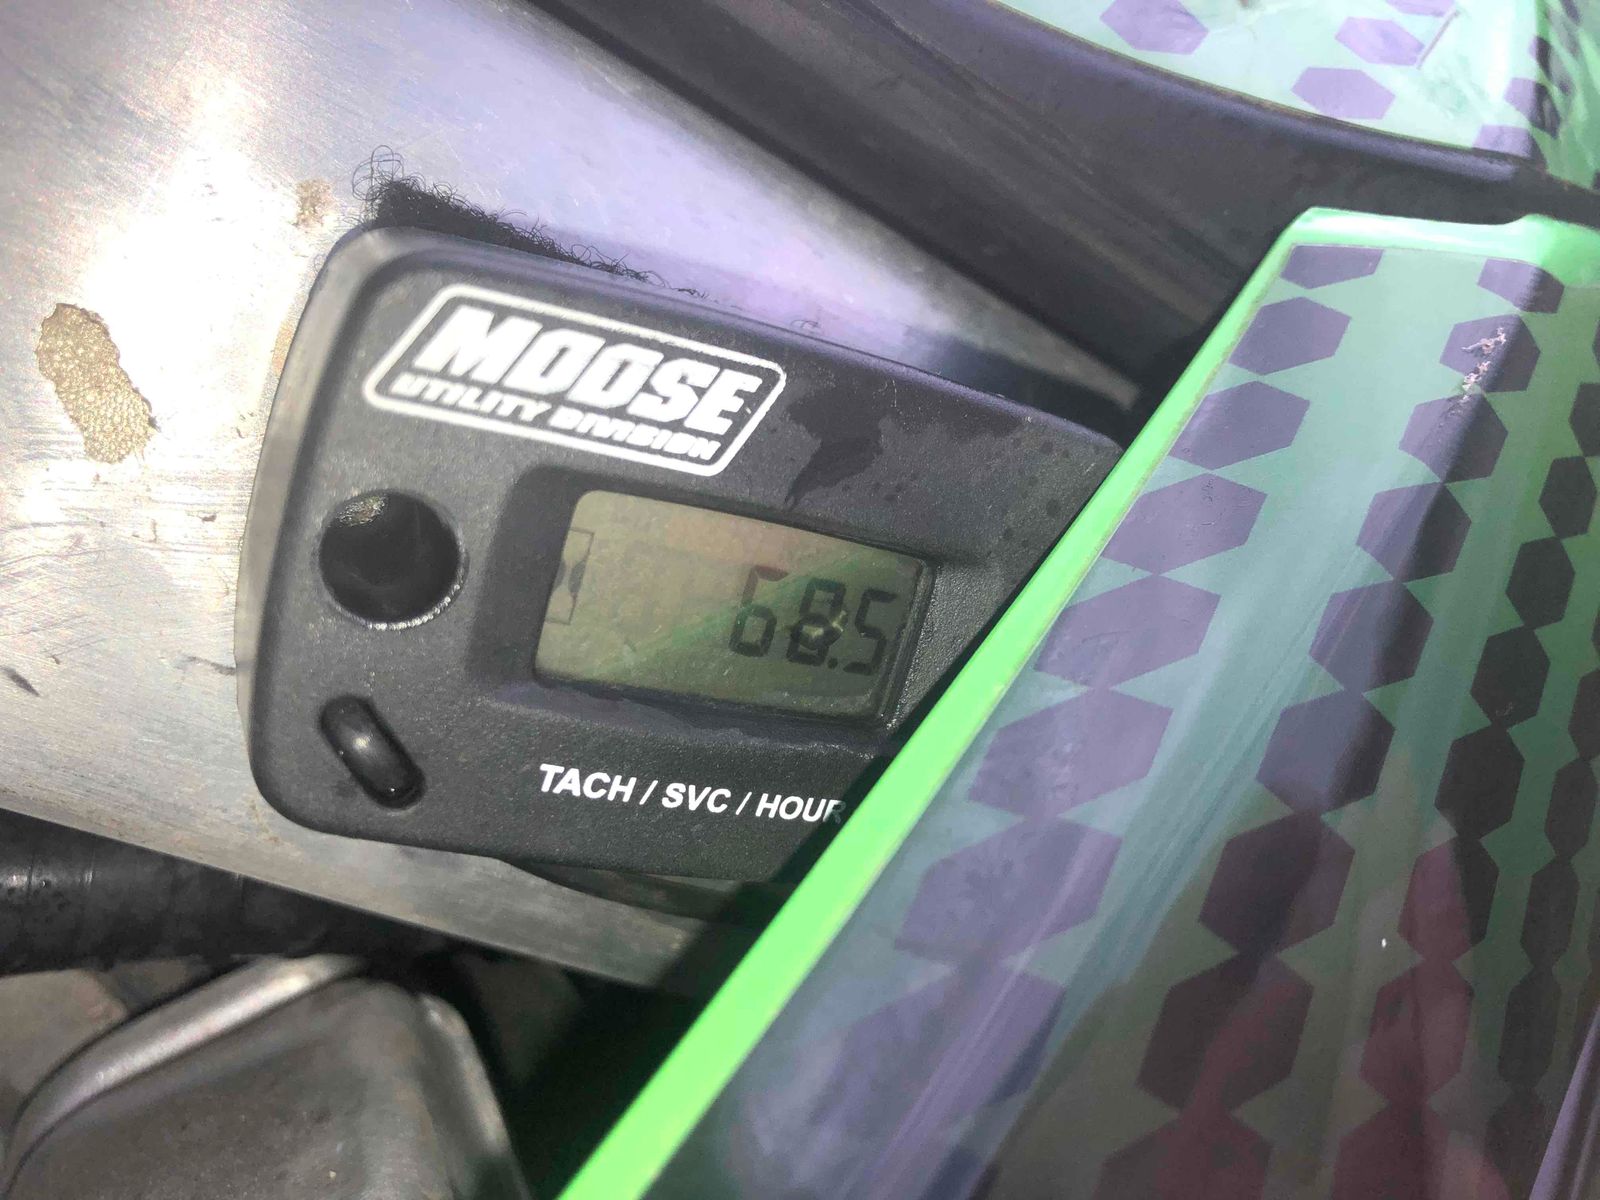 MOOSE
UTILITY DIVISION
68.5
TACH / SVC / HOUR